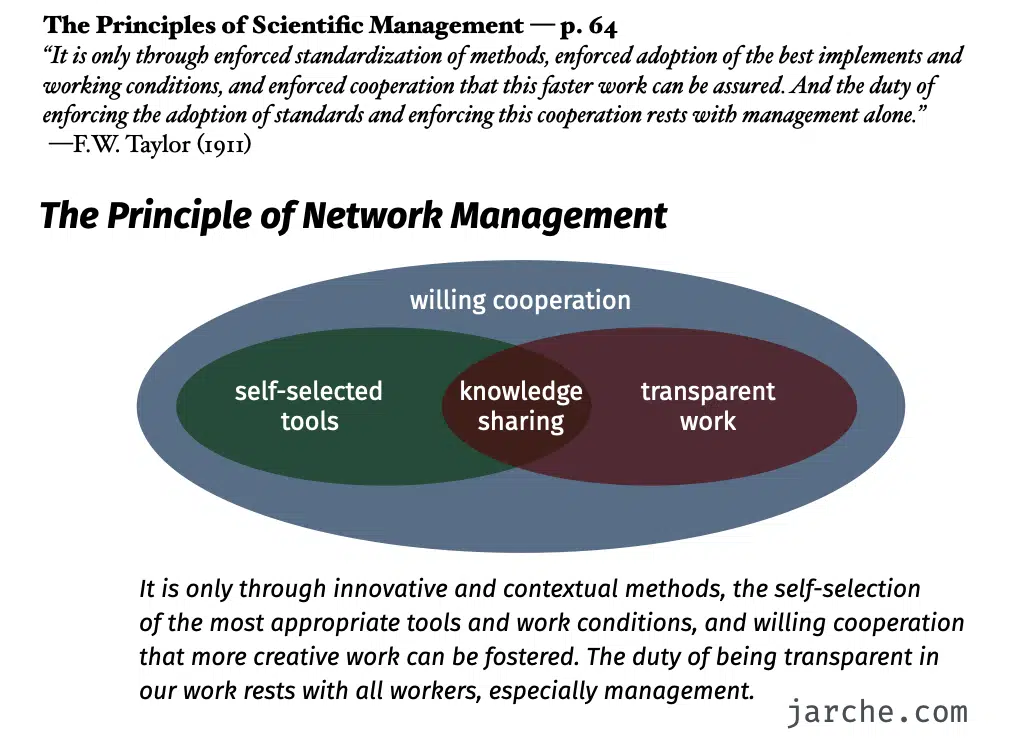 The Principles of Scientific Management — p. 64
“It is only through enforced standardization of methods, enforced adoption of the best implements and
working conditions, and enforced cooperation that this faster work can be assured. And the duty of
enforcing the adoption of standards and enforcing this cooperation rests with management alone.”
—F.W. Taylor (1911)
The Principle of Network Management
willing cooperation
self-selected
tools
knowledge
sharing
transparent
work
It is only through innovative and contextual methods, the self-selection
of the most appropriate tools and work conditions, and willing cooperation
that more creative work can be fostered. The duty of being transparent in
our work rests with all workers, especially management.
jarche.com